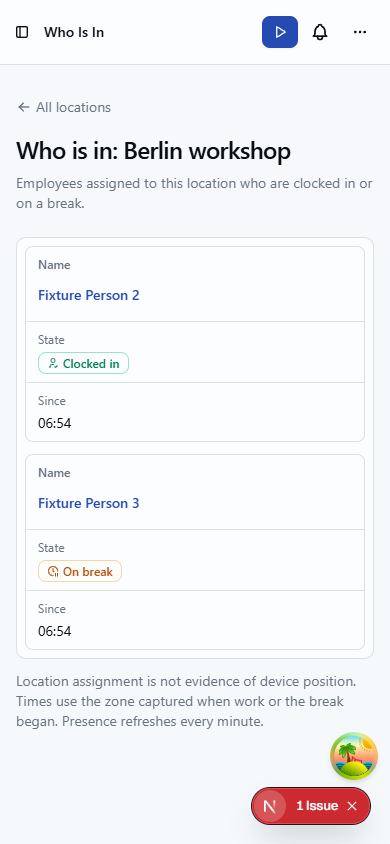 Who Is In
All locations
Who is in: Berlin workshop
Employees assigned to this location who are clocked in or
on a break.
Name
Fixture Person 2
State
Clocked in
Since
06:54
Name
Fixture Person 3
State
On break
Since
06:54
Location assignment is not evidence of device position.
Times use the zone captured when work or the break
began. Presence refreshes every minute.
N
1 Issue